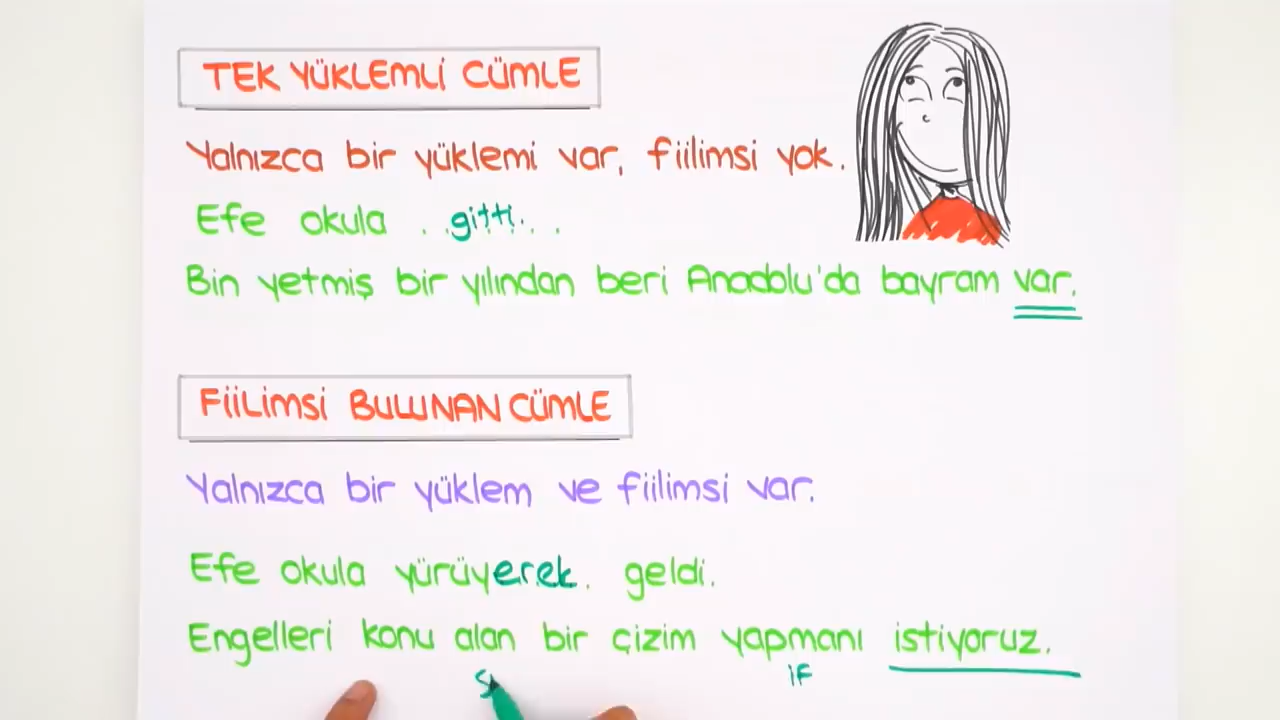 TEK YÜKLEMLİ CÜMLE
Yalnızca bir yüklemi var, fiilimsi yok.
Efe okula ..gitti...
Bin yetmiş bir yılından beri Anadolu'da bayram var.
FİİLİMSİ BULUNAN CÜMLE
Yalnızca bir yüklem ve fiilimsi var.
Efe okula yürüyerek. geldi.
Engelleri konu alan bir çizim yapmanı istiyoruz.
S İF